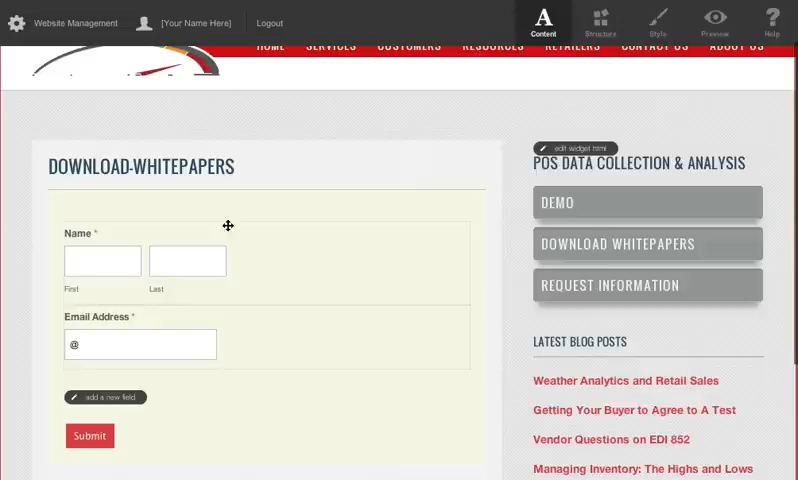 Website Management
[Your Name Here]
Logout
A
Content
Structure
Style
Preview
? Help
HOME SERVICES CUSTOMERS RESOURCES RETAILERS CONTACT US ABOUT US
DOWNLOAD-WHITEPAPERS
Name *
First
Last
Email Address *
@
add a new field
Submit
edit widget html
POS DATA COLLECTION & ANALYSIS
DEMO
DOWNLOAD WHITEPAPERS
REQUEST INFORMATION
LATEST BLOG POSTS
Weather Analytics and Retail Sales
Getting Your Buyer to Agree to A Test
Vendor Questions on EDI 852
Managing Inventory: The Highs and Lows